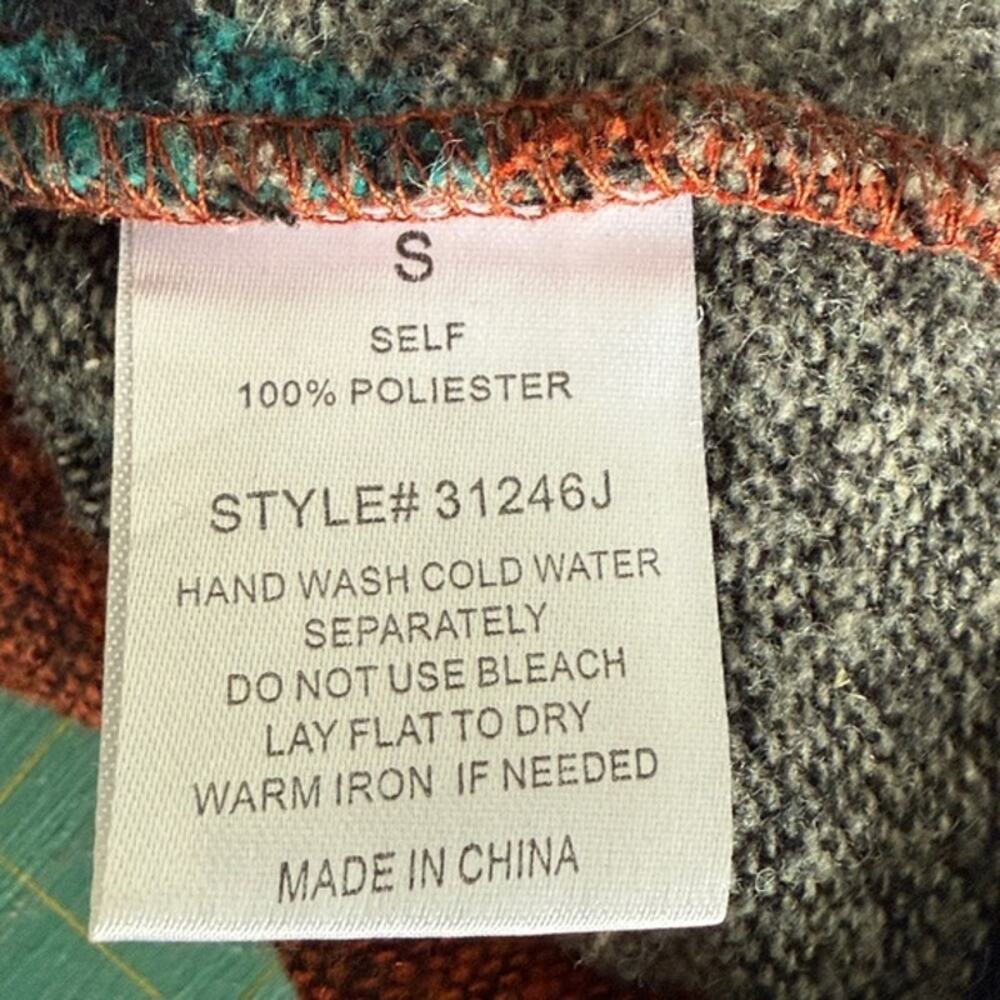 S
SELF
100% POLIESTER
STYLE# 31246J
HAND WASH COLD WATER
SEPARATELY
DO NOT USE BLEACH
LAY FLAT TO DRY
WARM IRON IF NEEDED
MADE IN CHINA